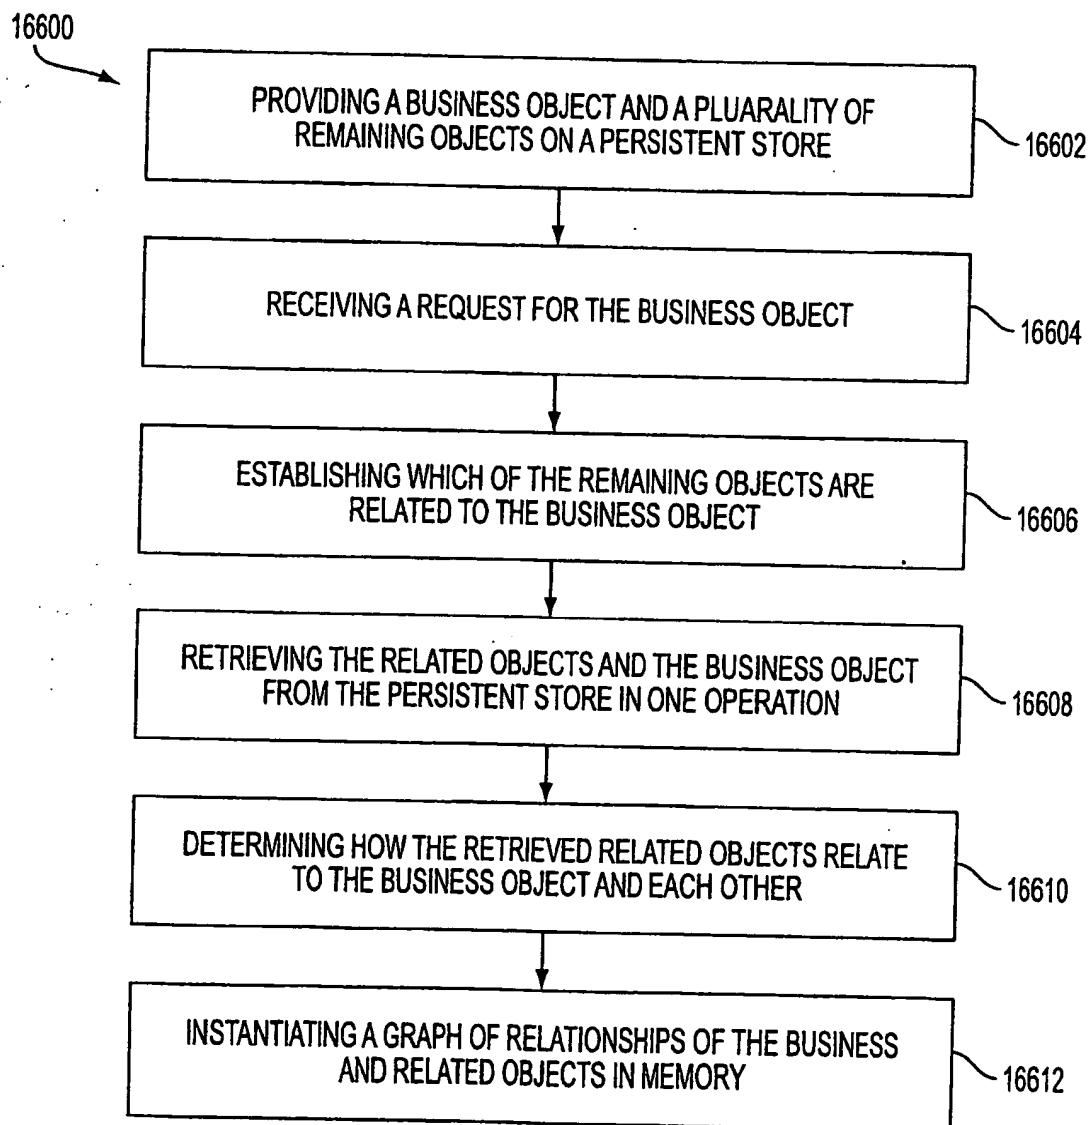 16600
PROVIDING A BUSINESS OBJECT AND A PLUARALITY OF
REMAINING OBJECTS ON A PERSISTENT STORE
16602
RECEIVING A REQUEST FOR THE BUSINESS OBJECT
16604
ESTABLISHING WHICH OF THE REMAINING OBJECTS ARE
RELATED TO THE BUSINESS OBJECT
16606
RETRIEVING THE RELATED OBJECTS AND THE BUSINESS OBJECT
FROM THE PERSISTENT STORE IN ONE OPERATION
16608
DETERMINING HOW THE RETRIEVED RELATED OBJECTS RELATE
TO THE BUSINESS OBJECT AND EACH OTHER
16610
INSTANTIATING A GRAPH OF RELATIONSHIPS OF THE BUSINESS
AND RELATED OBJECTS IN MEMORY
16612